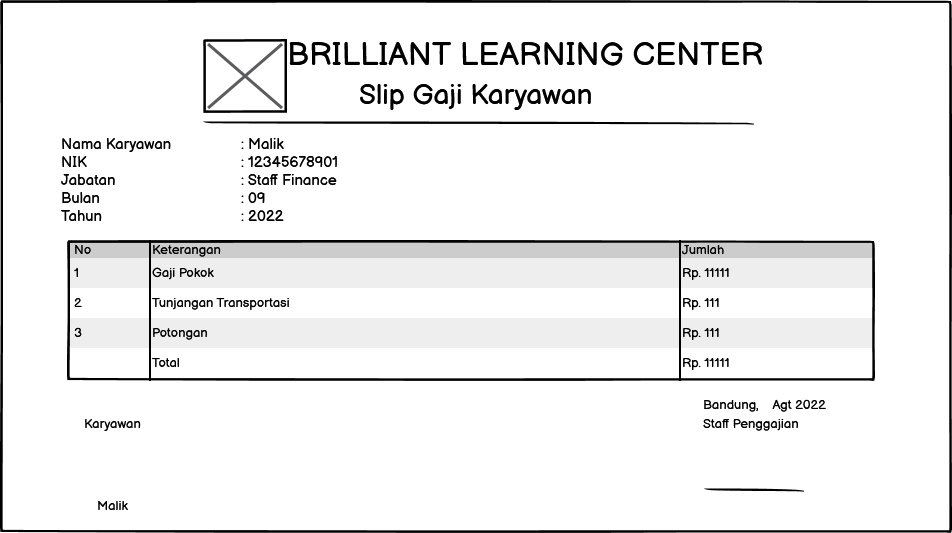 BRILLIANT LEARNING CENTER
Slip Gaji Karyawan
Nama Karyawan : Malik
NIK : 12345678901
Jabatan : Staff Finance
Bulan : 09
Tahun : 2022
No Keterangan Jumlah
1 Gaji Pokok Rp. 11111
2 Tunjangan Transportasi Rp. 111
3 Potongan Rp. 111
Total Rp. 11111
Bandung, Agt 2022
Karyawan Staff Penggajian
Malik